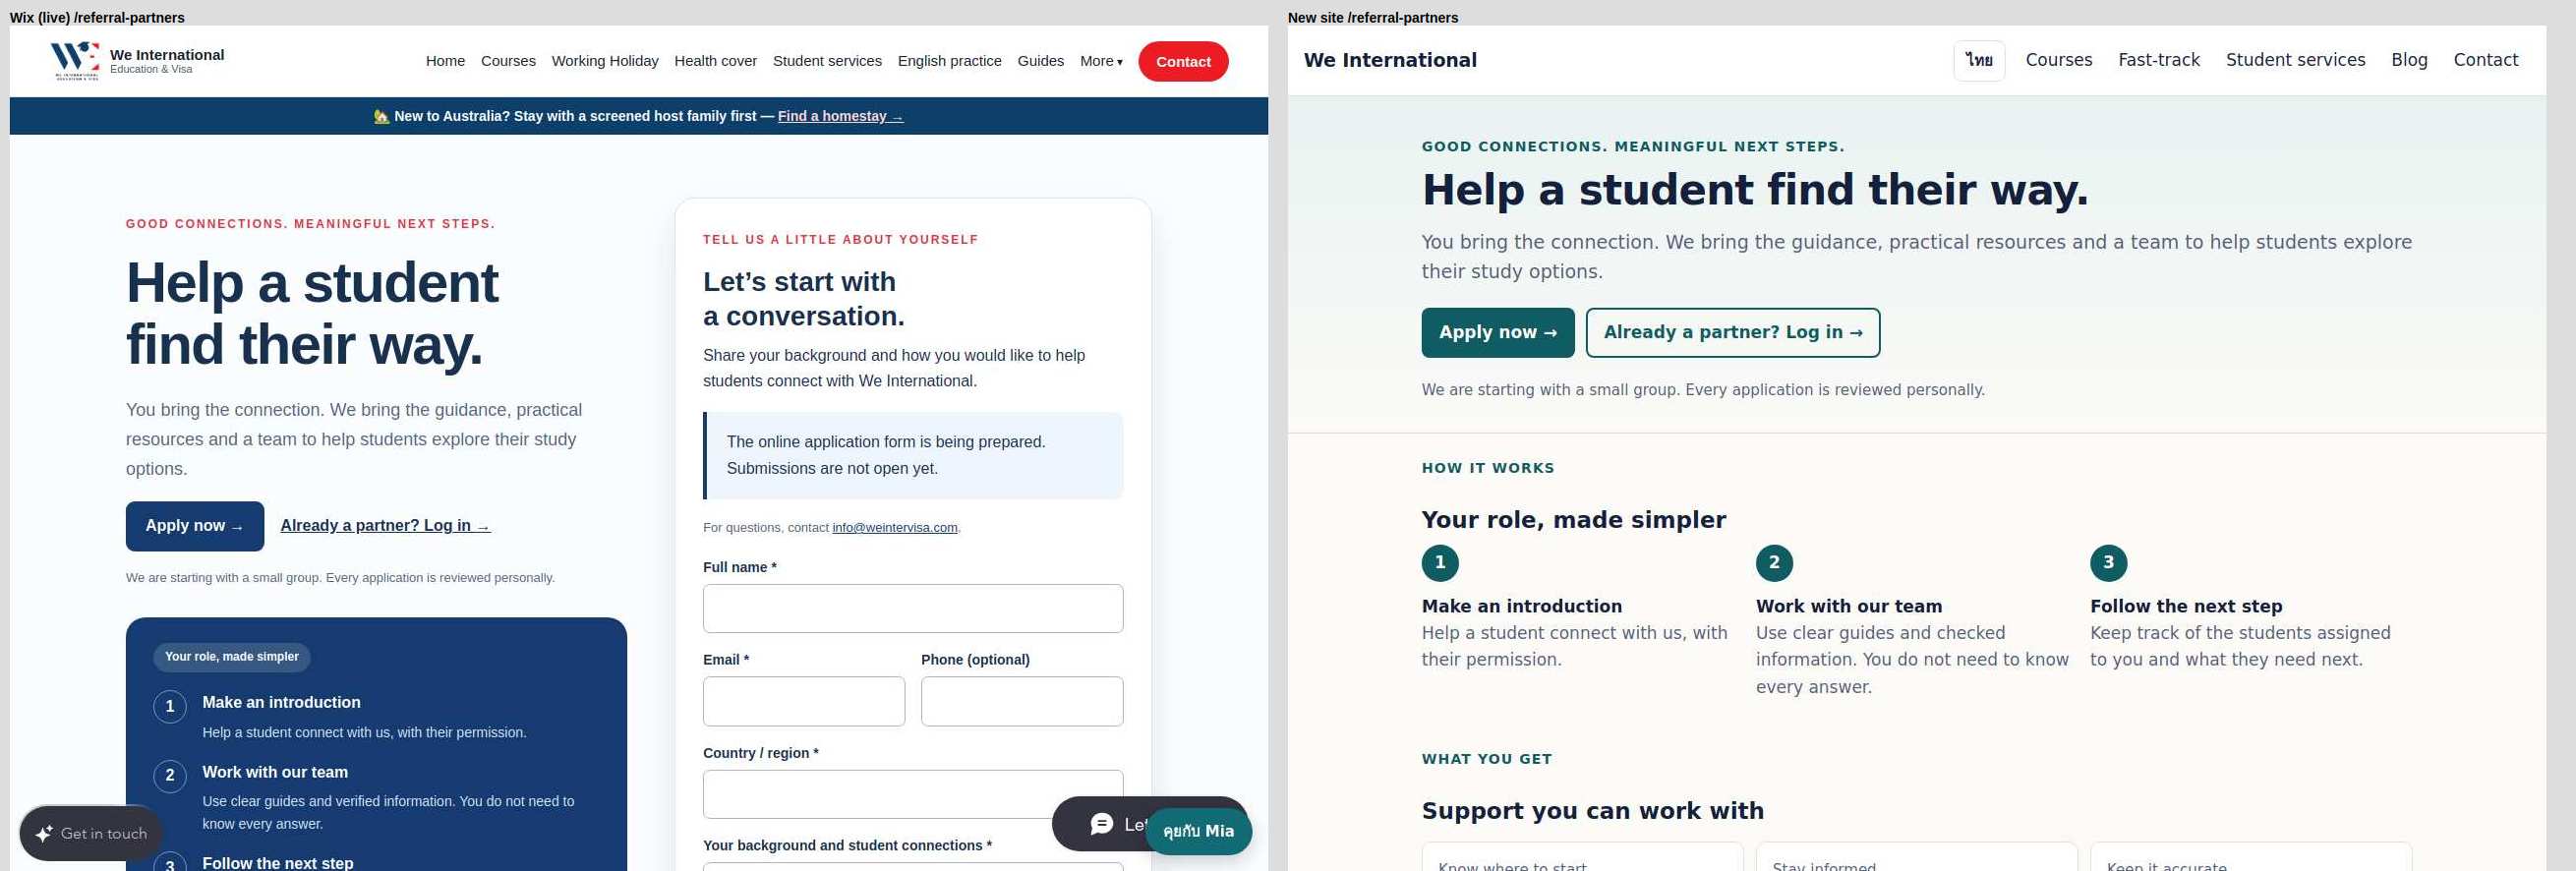 Wix (live) /referral-partners
We International
Education & Visa
WE INTERNATIONAL
EDUCATION & VISA
Home Courses Working Holiday Health cover Student services English practice Guides More ▾ Contact
🏡 New to Australia? Stay with a screened host family first — Find a homestay →
GOOD CONNECTIONS. MEANINGFUL NEXT STEPS.
Help a student
find their way.
You bring the connection. We bring the guidance, practical
resources and a team to help students explore their study
options.
Apply now → Already a partner? Log in →
We are starting with a small group. Every application is reviewed personally.
Your role, made simpler
1 Make an introduction
Help a student connect with us, with their permission.
2 Work with our team
Use clear guides and verified information. You do not need to
know every answer.
3 Follow the next step
Get in touch
TELL US A LITTLE ABOUT YOURSELF
Let’s start with
a conversation.
Share your background and how you would like to help
students connect with We International.
The online application form is being prepared.
Submissions are not open yet.
For questions, contact info@weintervisa.com.
Full name *
Email * Phone (optional)
Country / region *
Your background and student connections *
คุยกับ Mia
New site /referral-partners
We International
ไทย Courses Fast-track Student services Blog Contact
GOOD CONNECTIONS. MEANINGFUL NEXT STEPS.
Help a student find their way.
You bring the connection. We bring the guidance, practical resources and a team to help students explore
their study options.
Apply now → Already a partner? Log in →
We are starting with a small group. Every application is reviewed personally.
HOW IT WORKS
Your role, made simpler
1
Make an introduction
Help a student connect with us, with
their permission.
2
Work with our team
Use clear guides and checked
information. You do not need to know
every answer.
3
Follow the next step
Keep track of the students assigned
to you and what they need next.
WHAT YOU GET
Support you can work with
Know where to start
Stay informed
Keep it accurate